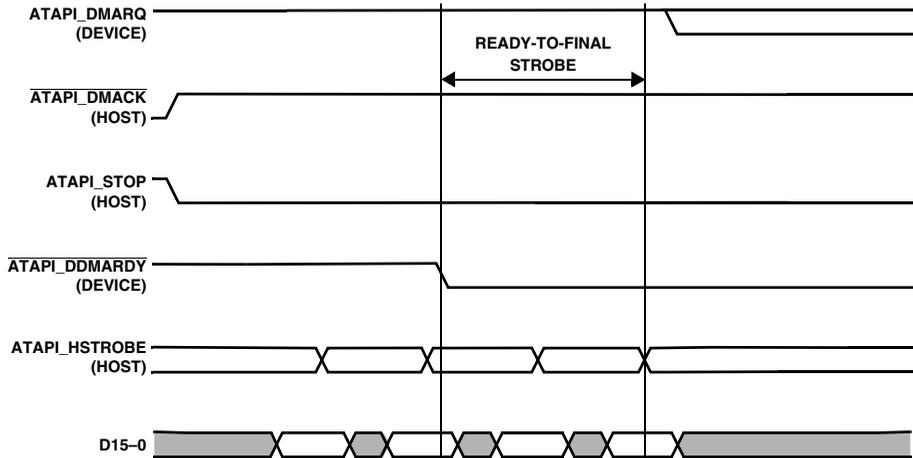 ATAPI_DMARQ
(DEVICE)
READY-TO-FINAL
STROBE
ATAPI_DMACK
(HOST)
ATAPI_STOP
(HOST)
ATAPI_DDMARDY
(DEVICE)
ATAPI_HSTROBE
(HOST)
D15–0